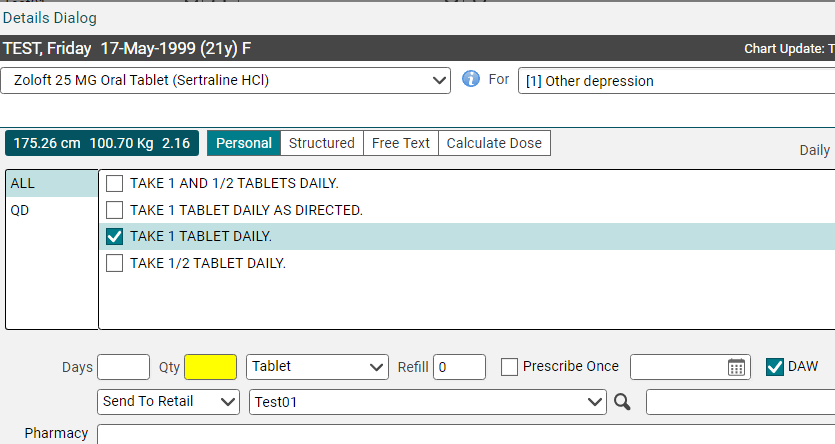 Details Dialog
TEST, Friday 17-May-1999 (21y) F Chart Update: T
Zoloft 25 MG Oral Tablet (Sertraline HCl) For [1] Other depression
175.26 cm 100.70 Kg 2.16 Personal Structured Free Text Calculate Dose Daily
ALL TAKE 1 AND 1/2 TABLETS DAILY.
QD TAKE 1 TABLET DAILY AS DIRECTED.
TAKE 1 TABLET DAILY.
TAKE 1/2 TABLET DAILY.
Days Qty Tablet Refill 0 Prescribe Once DAW
Send To Retail Test01
Pharmacy